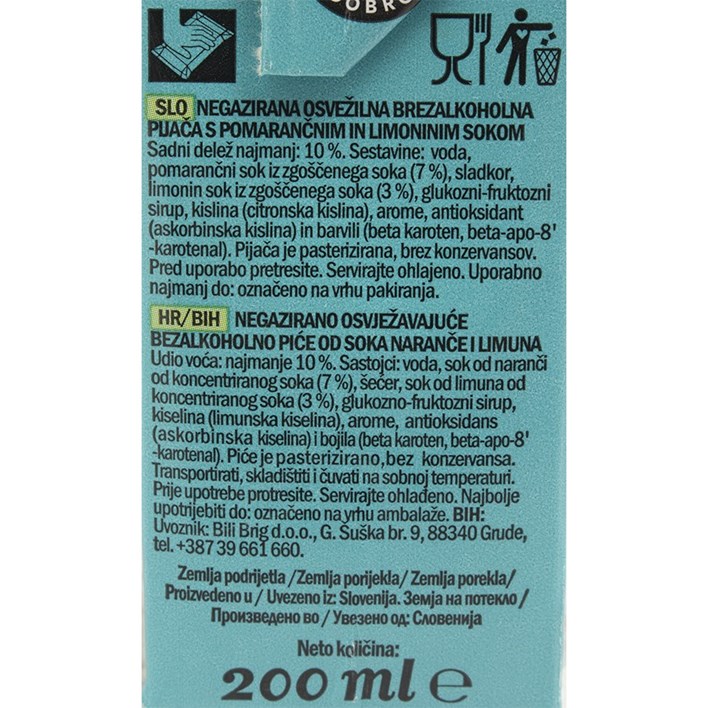 OBRO
SLO NEGAZIRANA OSVEŽILNA BREZALKOHOLNA
PIJAČA S POMARANČNIM IN LIMONINIM SOKOM
Sadni delež najmanj: 10 %. Sestavine: voda,
pomarančni sok iz zgoščenega soka (7 %), sladkor,
limonin sok iz zgoščenega soka (3 %), glukozni-fruktozni
sirup, kislina (citronska kislina), arome, antioksidant
(askorbinska kislina) in barvili (beta karoten, beta-apo-8'
-karotenal). Pijača je pasterizirana, brez konzervansov.
Pred uporabo pretresite. Servirajte ohlajeno. Uporabno
najmanj do: označeno na vrhu pakiranja.
HR/BIH NEGAZIRANO OSVJEŽAVAJUĆE
BEZALKOHOLNO PIĆE OD SOKA NARANČE I LIMUNA
Udio voća: najmanje 10 %. Sastojci: voda, sok od naranči
od koncentriranog soka (7 %), šećer, sok od limuna od
koncentriranog soka (3 %), glukozno-fruktozni sirup,
kiselina (limunska kiselina), arome, antioksidans
(askorbinska kiselina) i bojila (beta karoten, beta-apo-8'
-karotenal). Piće je pasterizirano, bez konzervansa.
Transportirati, skladištiti i čuvati na sobnoj temperaturi.
Prije upotrebe protresite. Servirajte ohlađeno. Najbolje
upotrijebiti do: označeno na vrhu ambalaže. BIH:
Uvoznik: Bili Brig d.o.o., G. Šuška br. 9, 88340 Grude,
tel. +387 39 661 660.
Zemlja podrijetla /Zemlja porijekla/ Zemlja porekla/
Proizvedeno u / Uvezeno iz: Slovenija. Земја на потекло /
Произведено во / Увезено од: Словенија
Neto količina:
200 ml e